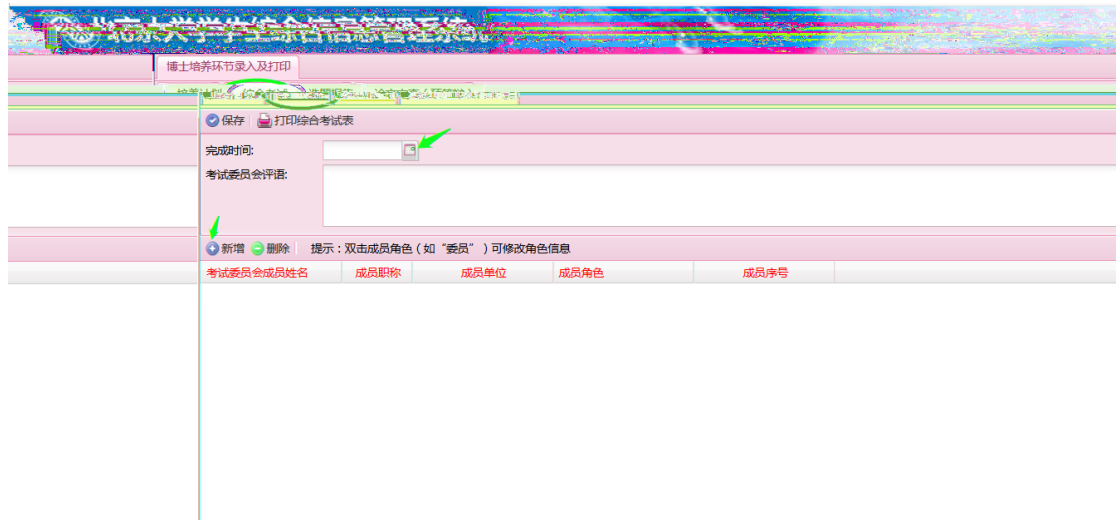 博士培养环节录入及打印
保存 打印综合考试表
完成时间:
考试委员会评语:
新增 删除 提示：双击成员角色（如“委员”）可修改角色信息
考试委员会成员姓名 成员职称 成员单位 成员角色 成员序号